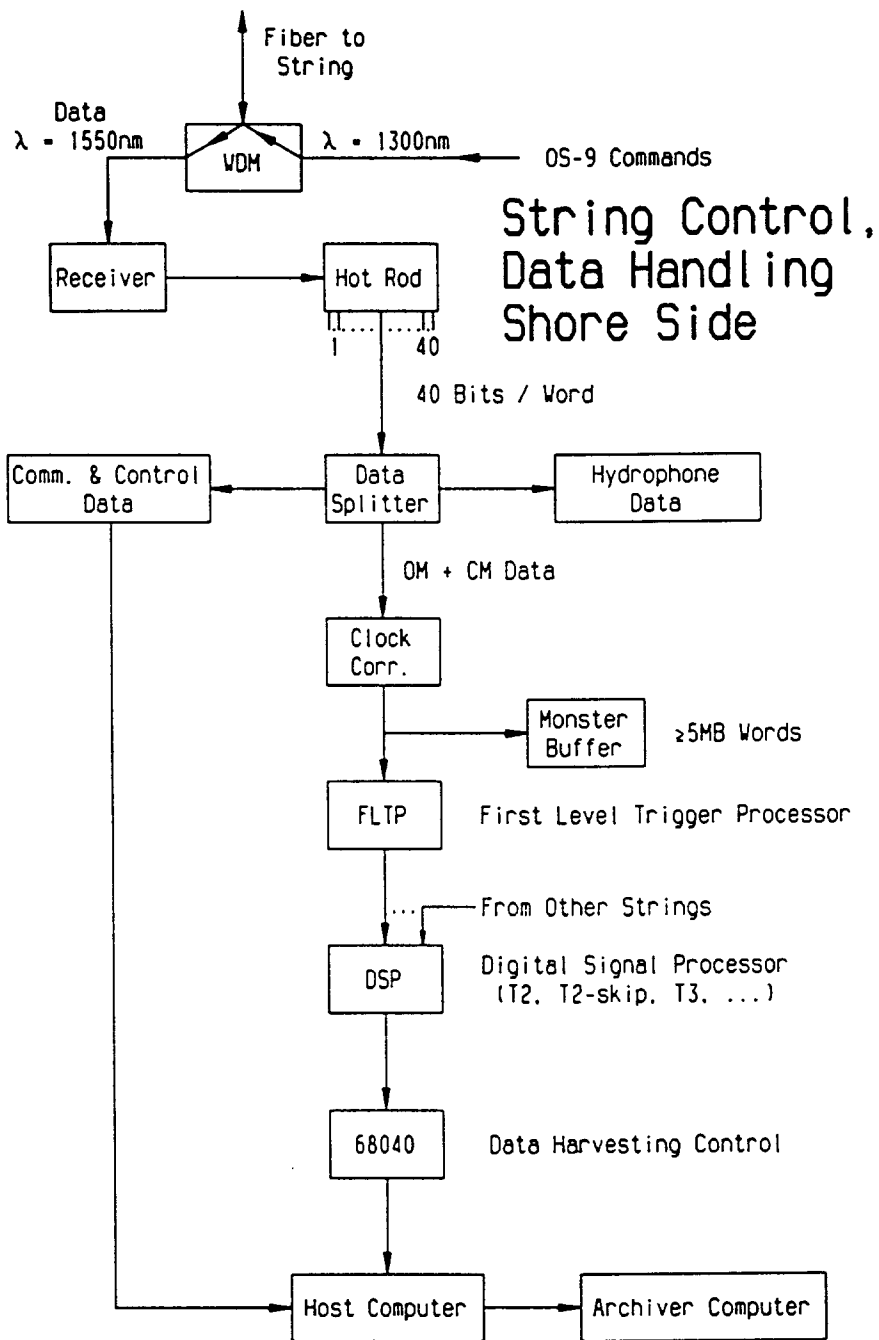 Fiber to
String
Data
λ = 1550nm
WDM
λ = 1300nm
OS-9 Commands
String Control,
Data Handling
Shore Side
Receiver
Hot Rod
1 ........ 40
40 Bits / Word
Comm. & Control
Data
Data
Splitter
Hydrophone
Data
OM + CM Data
Clock
Corr.
Monster
Buffer
≥5MB Words
FLTP
First Level Trigger Processor
...
From Other Strings
DSP
Digital Signal Processor
(T2, T2-skip, T3, ...)
68040
Data Harvesting Control
Host Computer
Archiver Computer